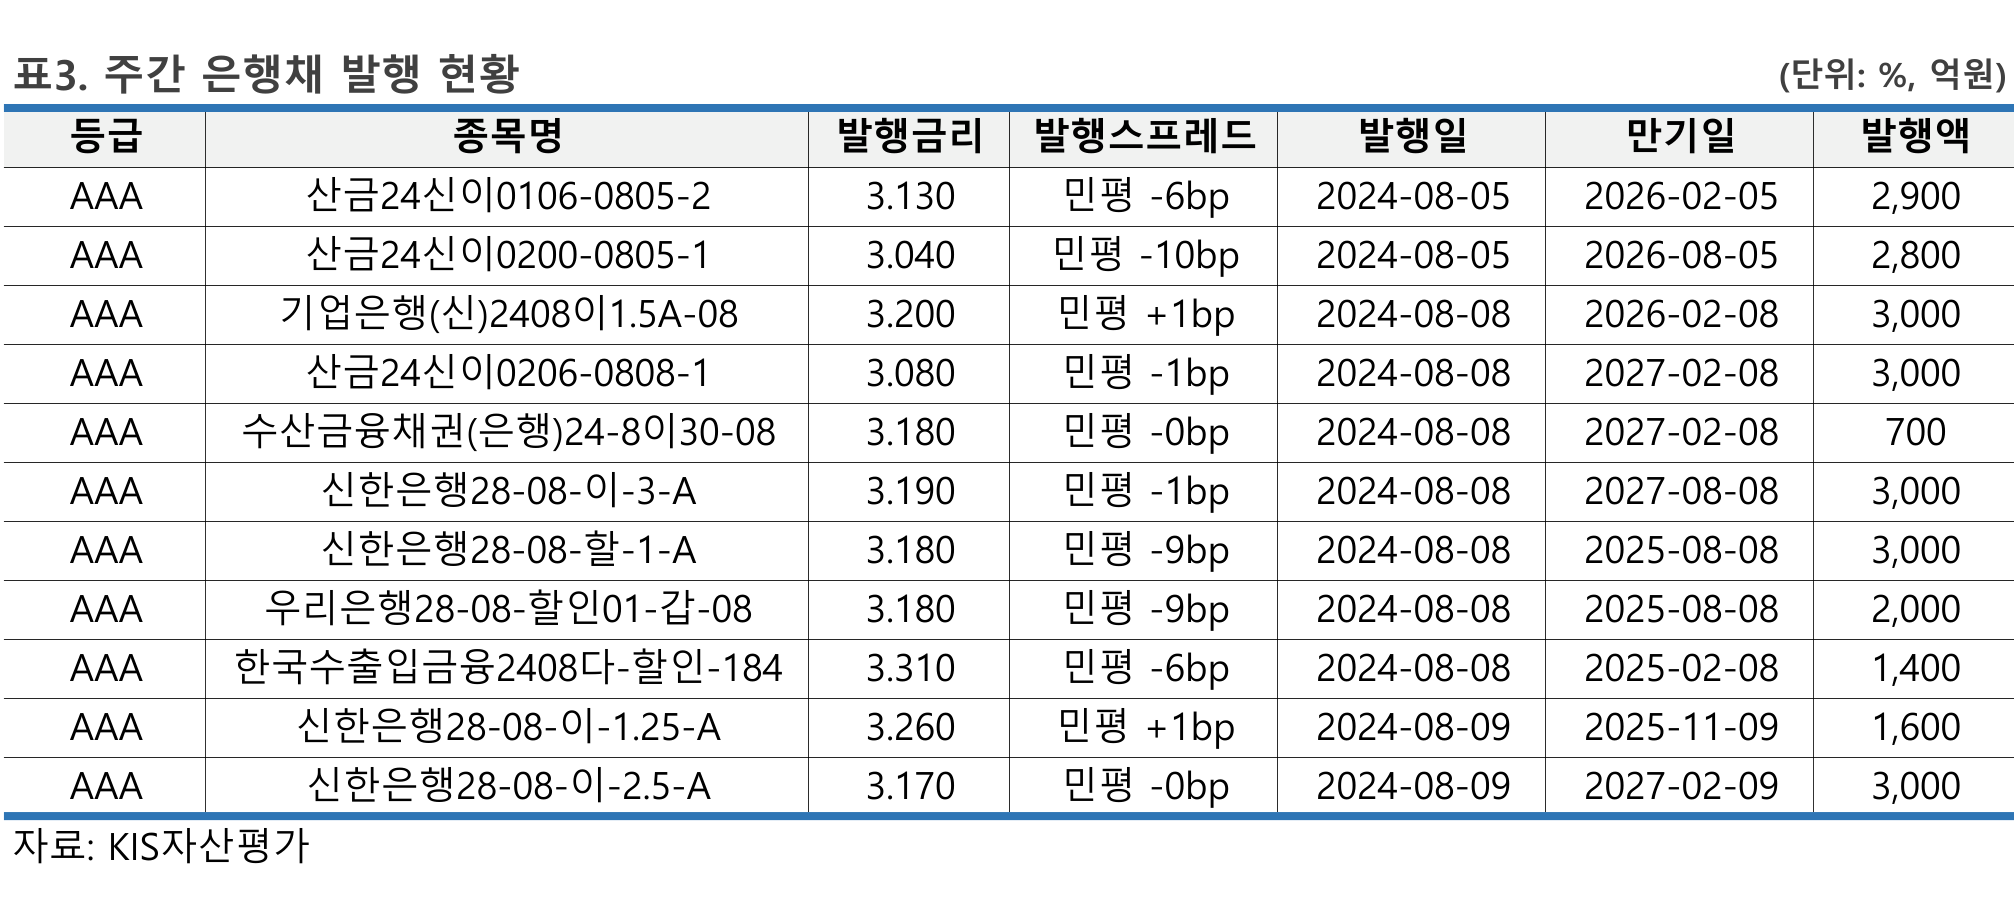 표3. 주간 은행채 발행 현황 (단위: %, 억원)
등급 종목명 발행금리 발행스프레드 발행일 만기일 발행액
AAA 산금24신이0106-0805-2 3.130 민평 -6bp 2024-08-05 2026-02-05 2,900
AAA 산금24신이0200-0805-1 3.040 민평 -10bp 2024-08-05 2026-08-05 2,800
AAA 기업은행(신)2408이1.5A-08 3.200 민평 +1bp 2024-08-08 2026-02-08 3,000
AAA 산금24신이0206-0808-1 3.080 민평 -1bp 2024-08-08 2027-02-08 3,000
AAA 수산금융채권(은행)24-8이30-08 3.180 민평 -0bp 2024-08-08 2027-02-08 700
AAA 신한은행28-08-이-3-A 3.190 민평 -1bp 2024-08-08 2027-08-08 3,000
AAA 신한은행28-08-할-1-A 3.180 민평 -9bp 2024-08-08 2025-08-08 3,000
AAA 우리은행28-08-할인01-갑-08 3.180 민평 -9bp 2024-08-08 2025-08-08 2,000
AAA 한국수출입금융2408다-할인-184 3.310 민평 -6bp 2024-08-08 2025-02-08 1,400
AAA 신한은행28-08-이-1.25-A 3.260 민평 +1bp 2024-08-09 2025-11-09 1,600
AAA 신한은행28-08-이-2.5-A 3.170 민평 -0bp 2024-08-09 2027-02-09 3,000
자료: KIS자산평가